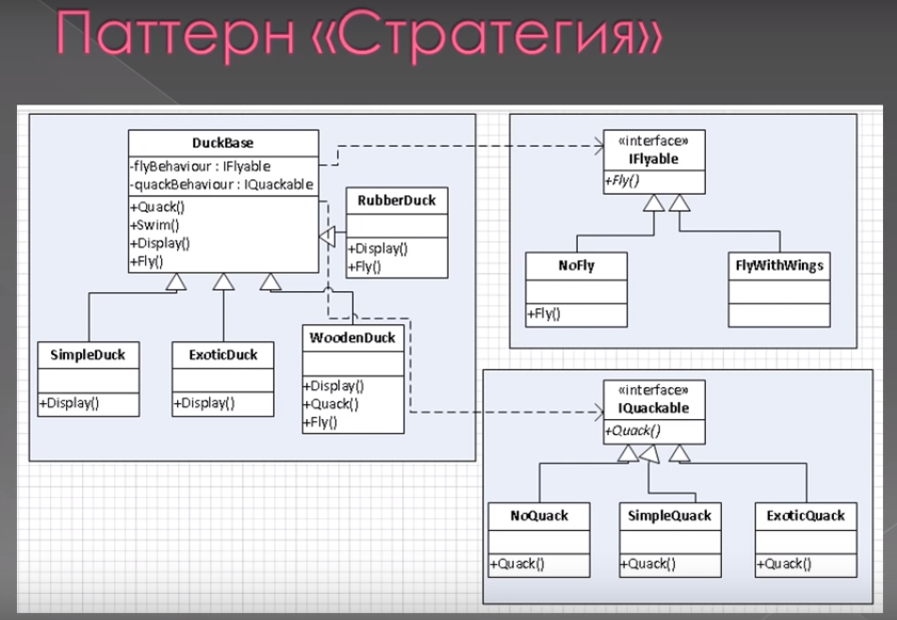 Паттерн «Стратегия»
DuckBase
-flyBehaviour : IFlyable
-quackBehaviour : IQuackable
+Quack()
+Swim()
+Display()
+Fly()
RubberDuck
+Display()
+Fly()
SimpleDuck
+Display()
ExoticDuck
+Display()
WoodenDuck
+Display()
+Quack()
+Fly()
«interface»
IFlyable
+Fly()
NoFly
+Fly()
FlyWithWings
«interface»
IQuackable
+Quack()
NoQuack
+Quack()
SimpleQuack
+Quack()
ExoticQuack
+Quack()